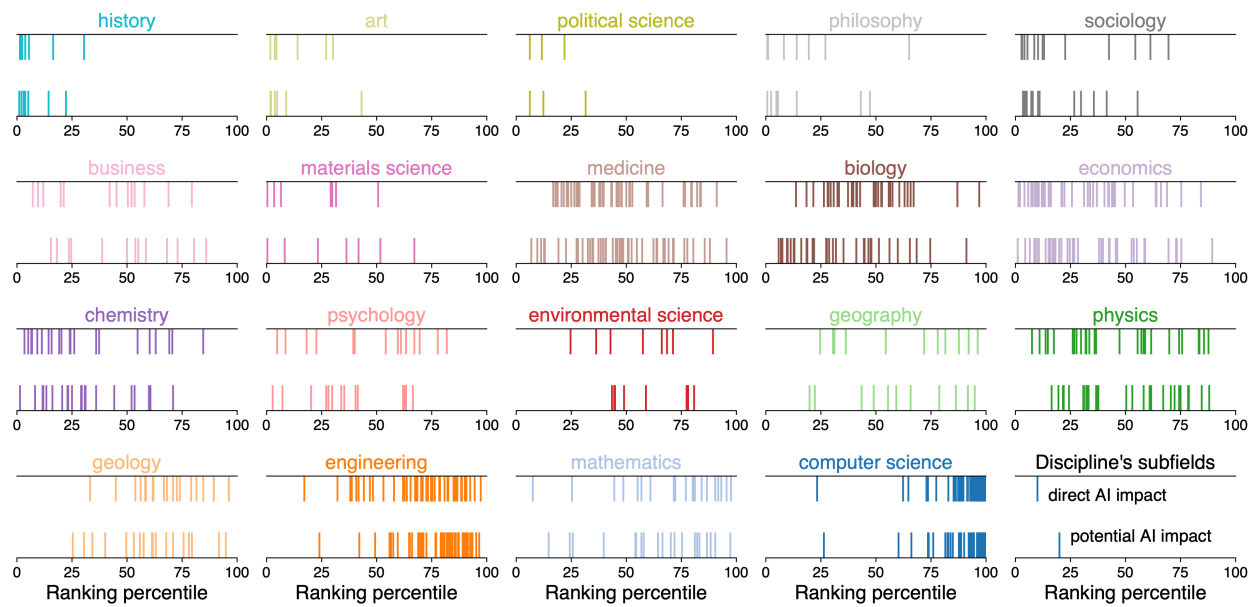 history art political science philosophy sociology
0 25 50 75 100 0 25 50 75 100 0 25 50 75 100 0 25 50 75 100 0 25 50 75 100
business materials science medicine biology economics
0 25 50 75 100 0 25 50 75 100 0 25 50 75 100 0 25 50 75 100 0 25 50 75 100
chemistry psychology environmental science geography physics
0 25 50 75 100 0 25 50 75 100 0 25 50 75 100 0 25 50 75 100 0 25 50 75 100
geology engineering mathematics computer science Discipline's subfields
direct AI impact
potential AI impact
0 25 50 75 100 0 25 50 75 100 0 25 50 75 100 0 25 50 75 100 0 25 50 75 100
Ranking percentile Ranking percentile Ranking percentile Ranking percentile Ranking percentile